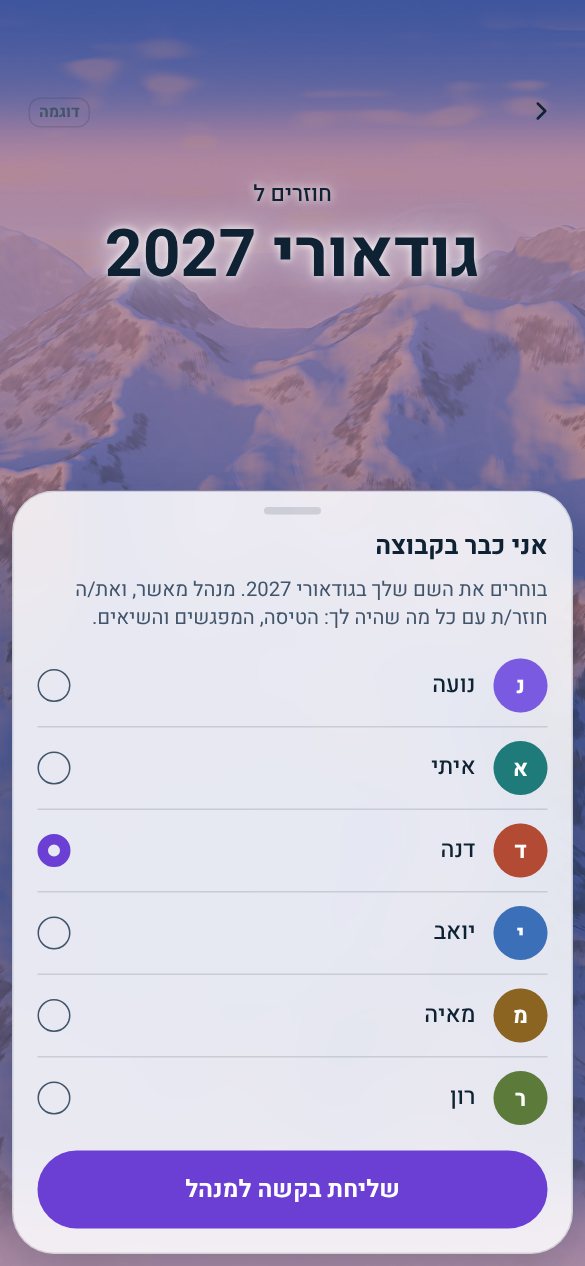 דוגמה
חוזרים ל
גודאורי 2027
אני כבר בקבוצה
בוחרים את השם שלך בגודאורי 2027. מנהל מאשר, ואת/ה
חוזר/ת עם כל מה שהיה לך: הטיסה, המפגשים והשיאים.
נ
נועה
א
איתי
ד
דנה
י
יואב
מ
מאיה
ר
רון
שליחת בקשה למנהל